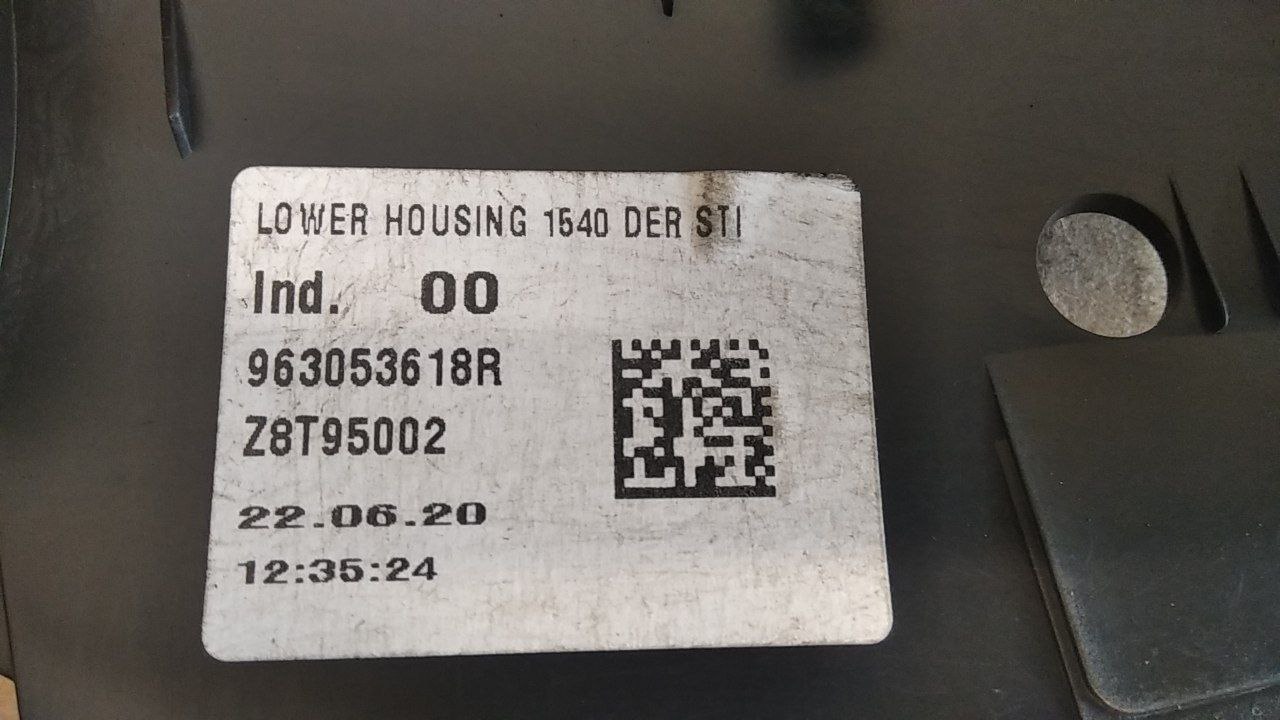 LOWER HOUSING 1540 DER STI
Ind. 00
963053618R
Z8T95002
22.06.20
12:35:24